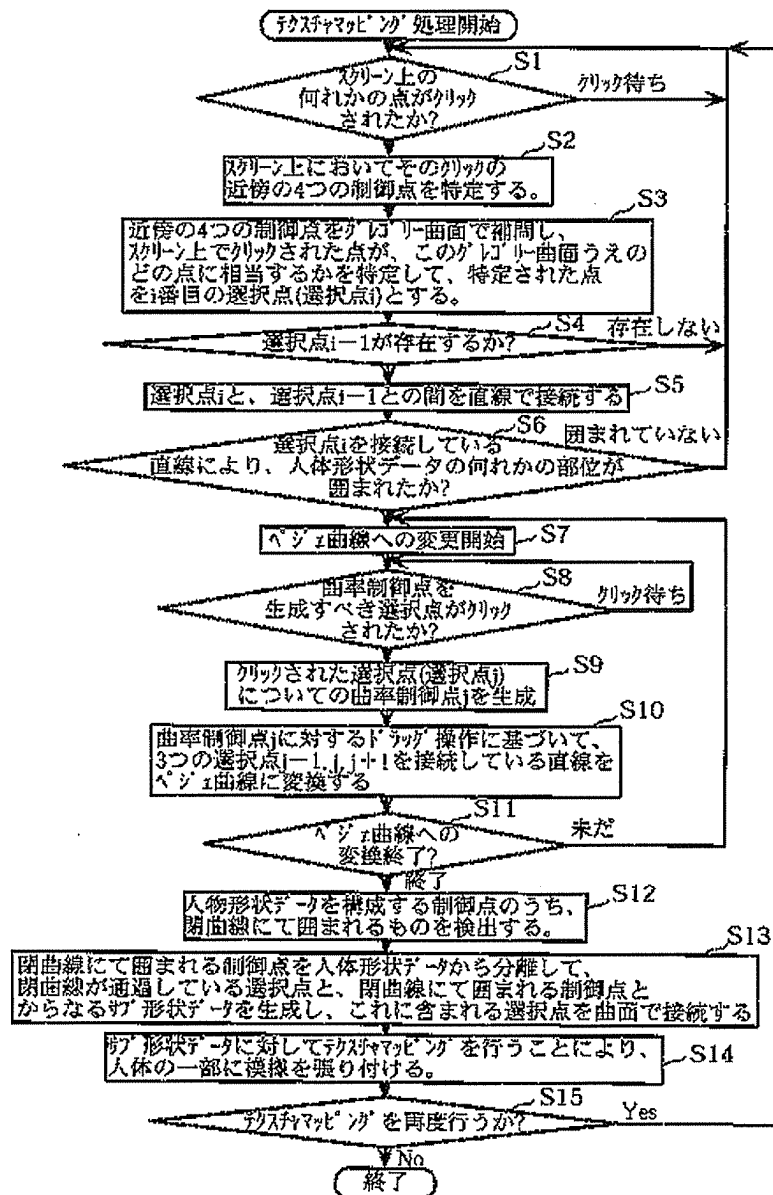 テクスチャマッピング処理開始
S1
スクリーン上の
何れかの点がクリック
されたか?
クリック待ち
S2
スクリーン上においてそのクリックの
近傍の4つの制御点を特定する。
S3
近傍の4つの制御点をグレゴリー曲面で補間し、
スクリーン上でクリックされた点が、このグレゴリー曲面うえの
どの点に相当するかを特定して、特定された点
をi番目の選択点(選択点i)とする。
S4
選択点i-1が存在するか?
存在しない
S5
選択点iと、選択点i-1との間を直線で接続する
S6
選択点iを接続している
直線により、人体形状データの何れかの部位が
囲まれたか?
囲まれていない
S7
ベジェ曲線への変更開始
S8
曲率制御点を
生成すべき選択点がクリック
されたか?
クリック待ち
S9
クリックされた選択点(選択点j)
についての曲率制御点jを生成
S10
曲率制御点jに対するドラッグ操作に基づいて、
3つの選択点j-1,j,j+1を接続している直線を
ベジェ曲線に変換する
S11
ベジェ曲線への
変換終了?
未だ
終了
S12
人物形状データを構成する制御点のうち、
閉曲線にて囲まれるものを検出する。
S13
閉曲線にて囲まれる制御点を人体形状データから分離して、
閉曲線が通過している選択点と、閉曲線にて囲まれる制御点と
からなるサブ形状データを生成し、これに含まれる選択点を曲面で接続する
S14
サブ形状データに対してテクスチャマッピングを行うことにより、
人体の一部に模様を張り付ける。
S15
テクスチャマッピングを再度行うか?
Yes
No
終了